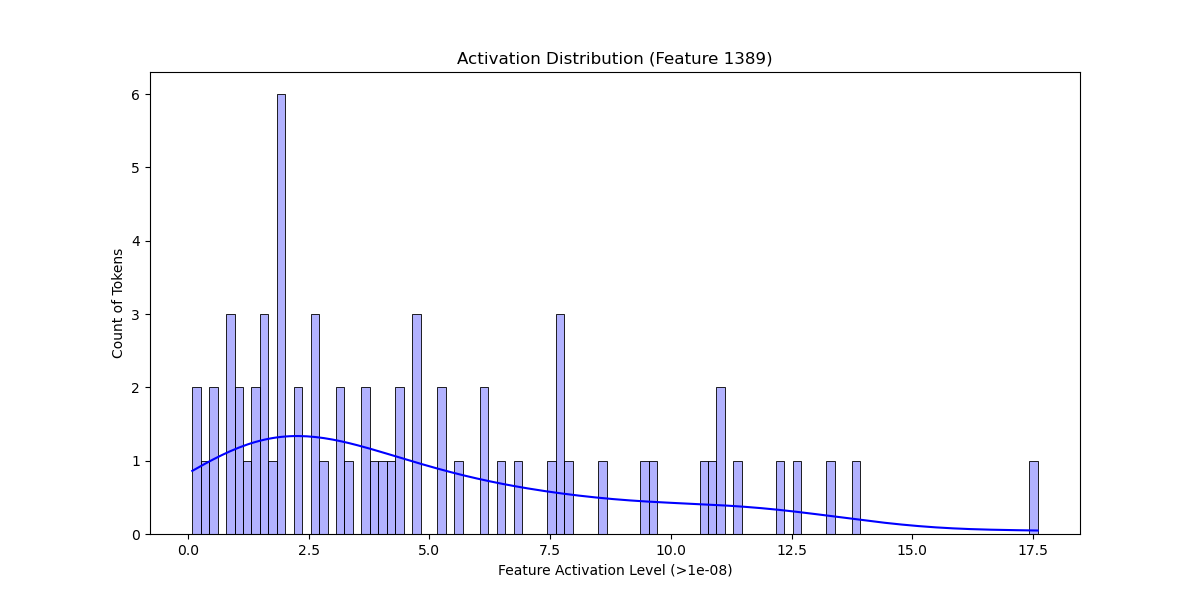 Activation Distribution (Feature 1389)
6
5
4
3
2
1
0
Count of Tokens
0.0 2.5 5.0 7.5 10.0 12.5 15.0 17.5
Feature Activation Level (>1e-08)